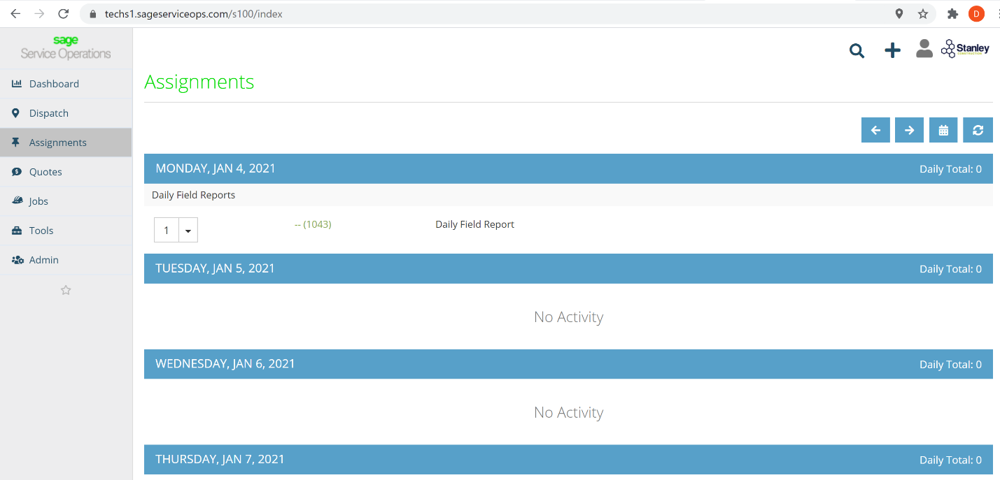 techs1.sageserviceops.com/s100/index
D
sage
Service Operations
Stanley
CONSTRUCTION
Dashboard
Dispatch
Assignments
Quotes
Jobs
Tools
Admin
Assignments
MONDAY, JAN 4, 2021 Daily Total: 0
Daily Field Reports
1 -- (1043) Daily Field Report
TUESDAY, JAN 5, 2021 Daily Total: 0
No Activity
WEDNESDAY, JAN 6, 2021 Daily Total: 0
No Activity
THURSDAY, JAN 7, 2021 Daily Total: 0